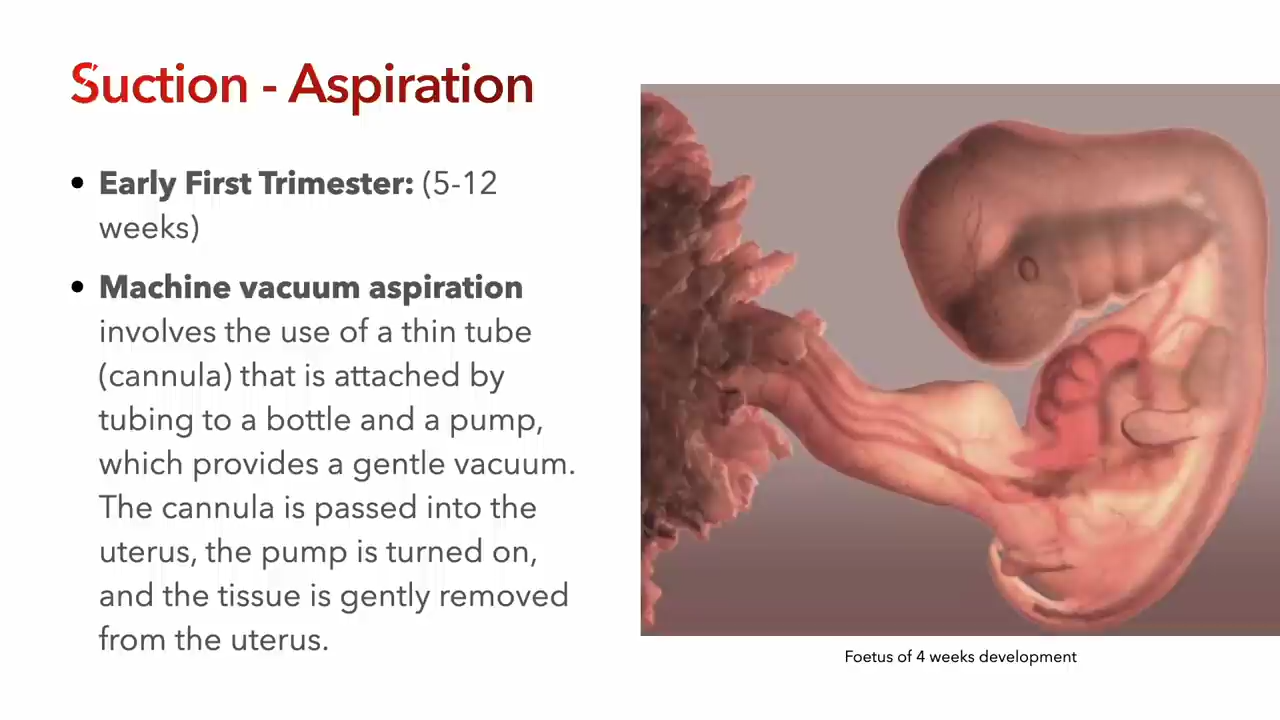 Suction - Aspiration
• Early First Trimester: (5-12
weeks)
• Machine vacuum aspiration
involves the use of a thin tube
(cannula) that is attached by
tubing to a bottle and a pump,
which provides a gentle vacuum.
The cannula is passed into the
uterus, the pump is turned on,
and the tissue is gently removed
from the uterus.
Foetus of 4 weeks development